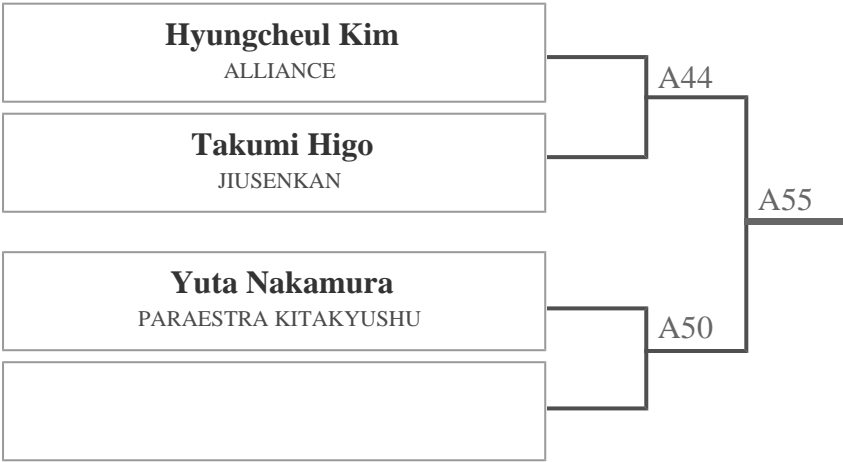 Hyungcheul Kim
ALLIANCE
A44
Takumi Higo
JIUSENKAN
A55
Yuta Nakamura
PARAESTRA KITAKYUSHU
A50